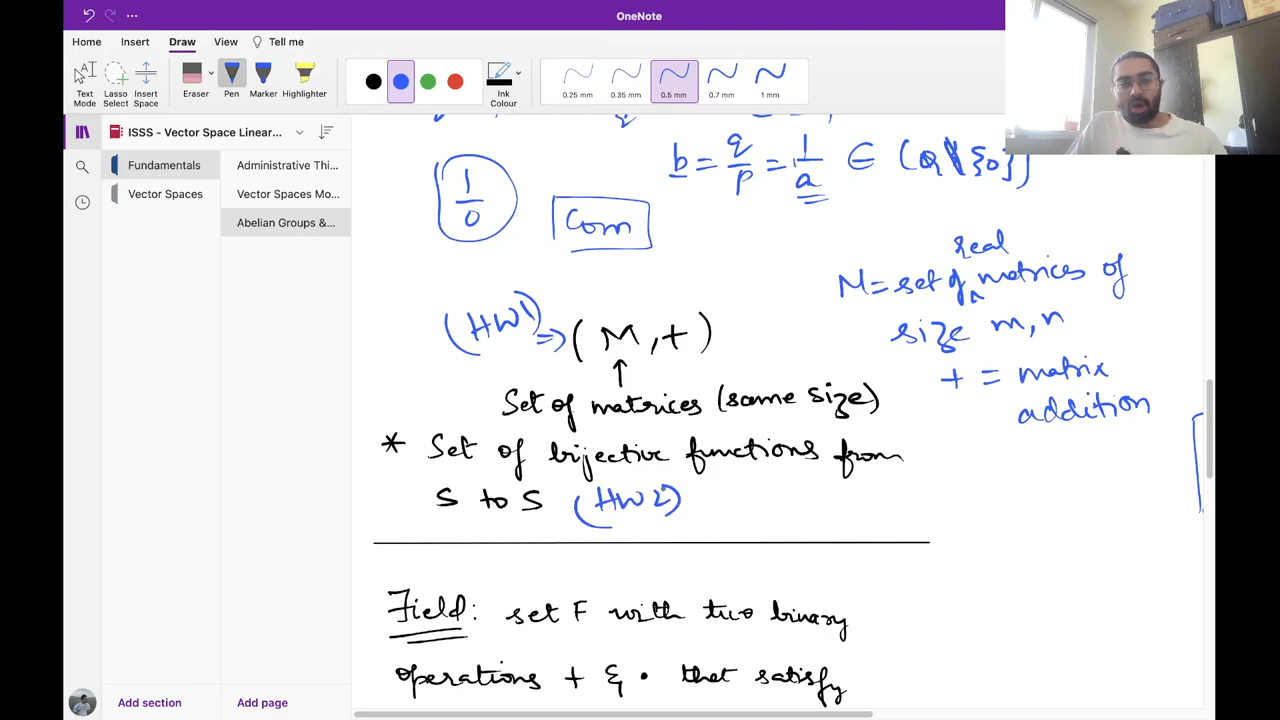 OneNote
Home Insert Draw View Tell me
Text Mode
Lasso Select
Insert Space
Eraser
Pen
Marker
Highlighter
Ink Colour
0.25 mm
0.35 mm
0.5 mm
0.7 mm
1 mm
ISSS - Vector Space Linear...
Fundamentals
Vector Spaces
Administrative Thi...
Vector Spaces Mo...
Abelian Groups &...
Add section
Add page
b = q/p = 1/a ∈ (Q\{0})
1/0
Com
real
M = set of ∧ matrices of
size m, n
+ = matrix
addition
(HW1) ⇒ (M, +)
↑
Set of matrices (same size)
* Set of bijective functions from
S to S (HW2)
Field: set F with two binary
operations + & • that satisfy